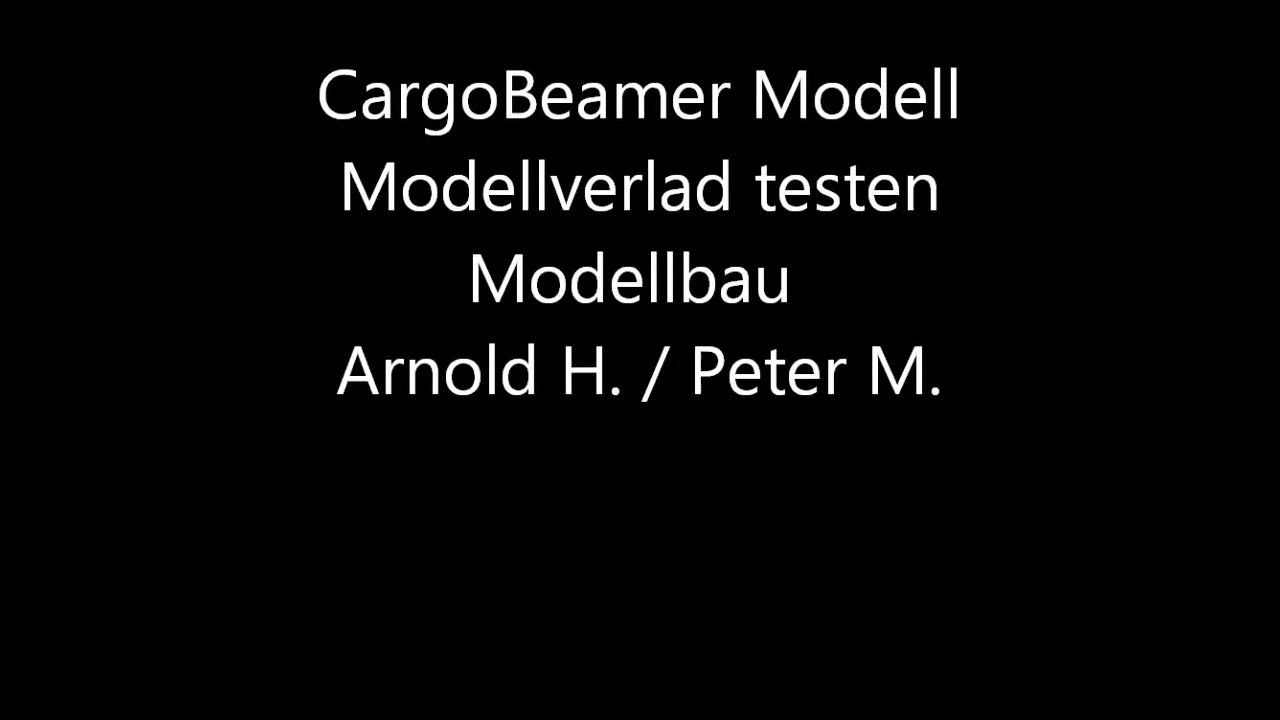 CargoBeamer Modell
Modellverlad testen
Modellbau
Arnold H. / Peter M.